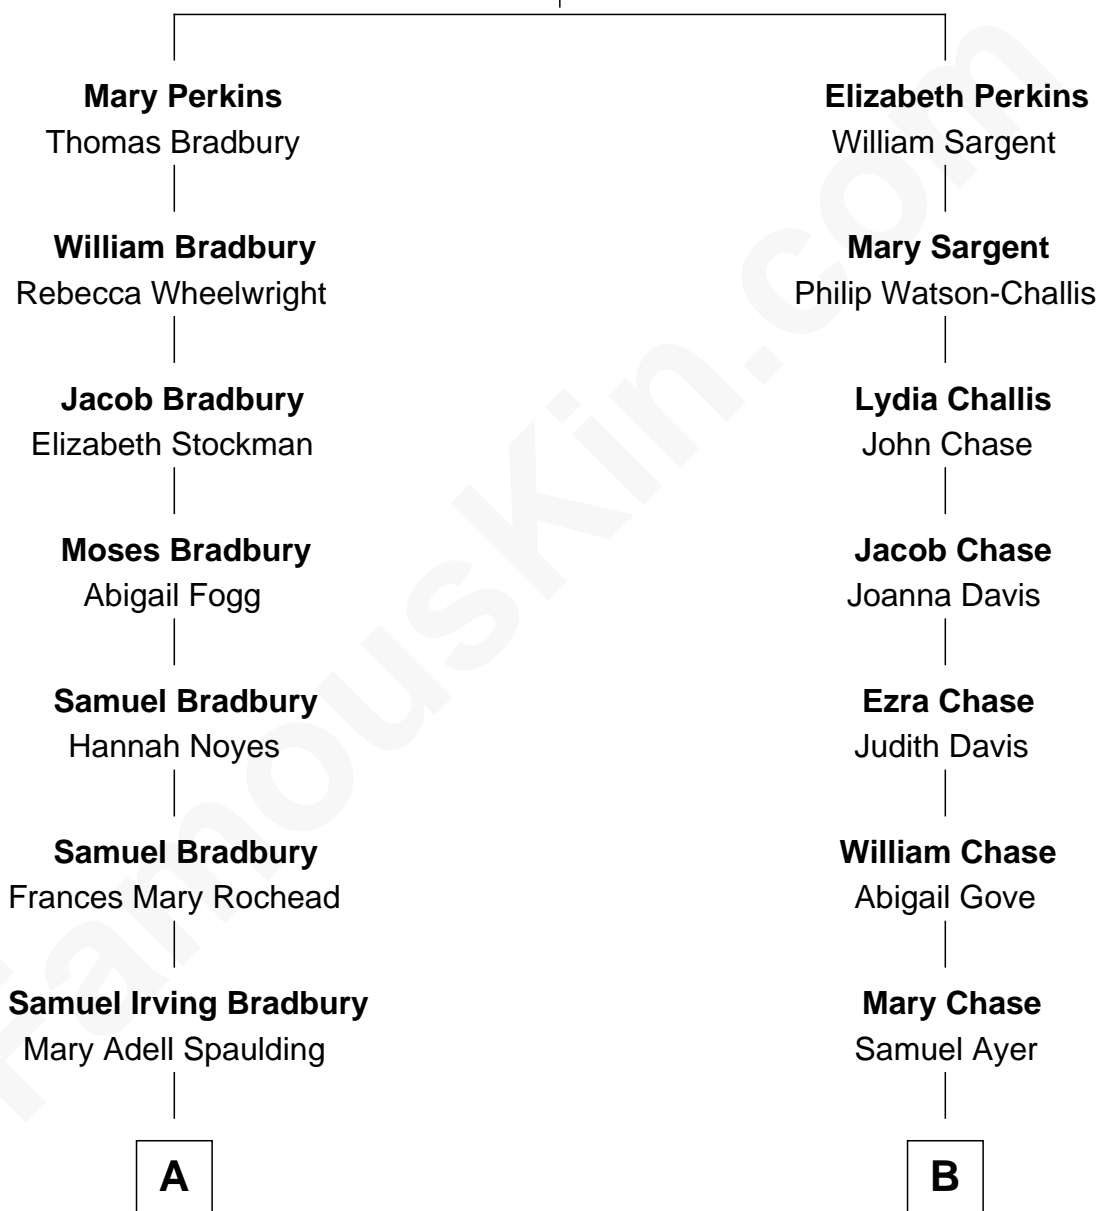 Mary Perkins
Thomas Bradbury
William Bradbury
Rebecca Wheelwright
Jacob Bradbury
Elizabeth Stockman
Moses Bradbury
Abigail Fogg
Samuel Bradbury
Hannah Noyes
Samuel Bradbury
Frances Mary Rochead
Samuel Irving Bradbury
Mary Adell Spaulding
A
Elizabeth Perkins
William Sargent
Mary Sargent
Philip Watson-Challis
Lydia Challis
John Chase
Jacob Chase
Joanna Davis
Ezra Chase
Judith Davis
William Chase
Abigail Gove
Mary Chase
Samuel Ayer
B
FamousKin.com